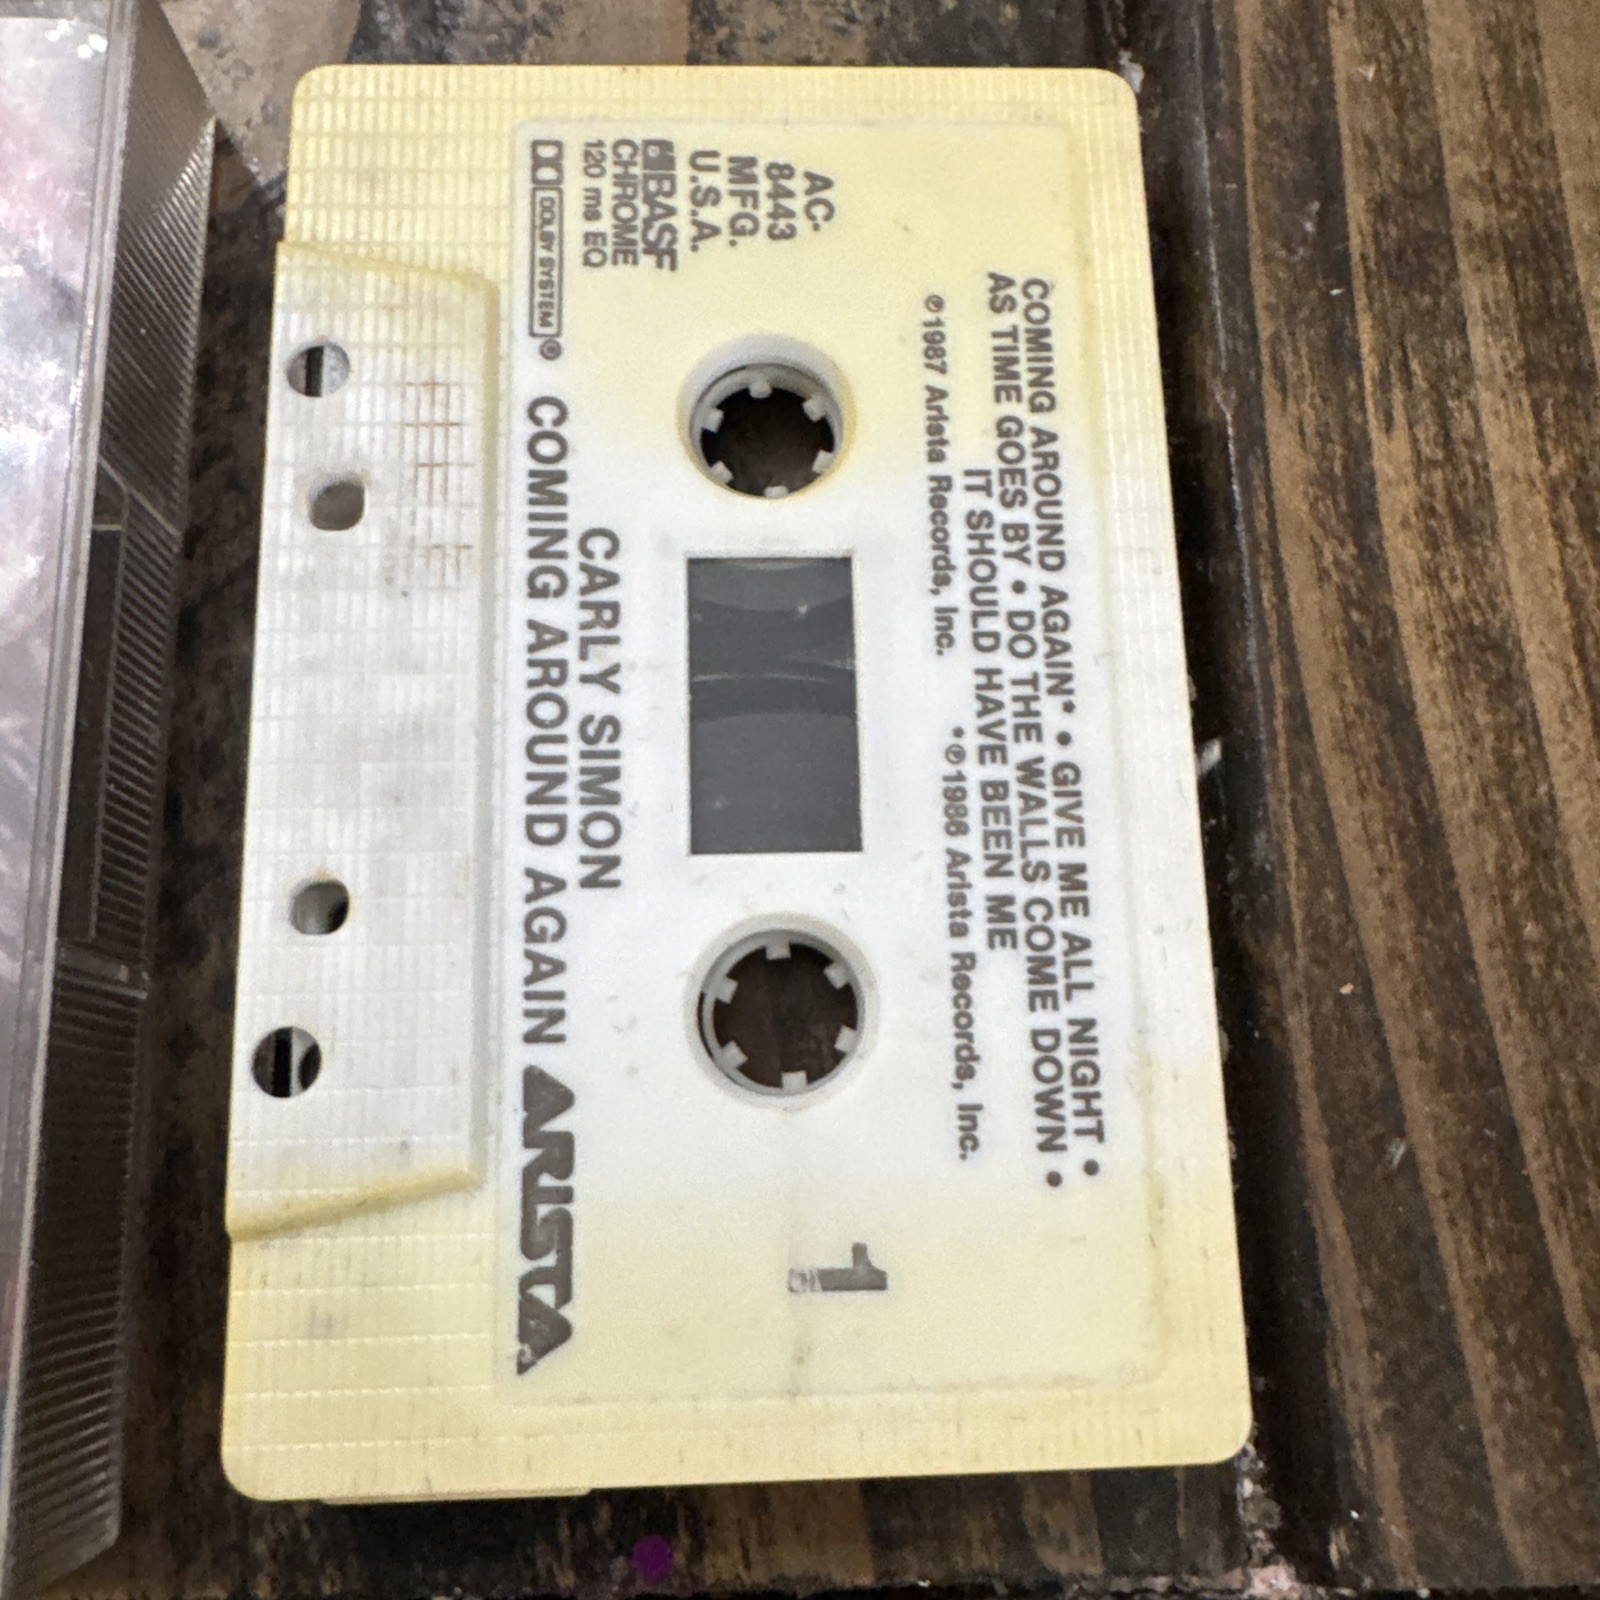 COMING AROUND AGAIN* • GIVE ME ALL NIGHT •
AS TIME GOES BY • DO THE WALLS COME DOWN •
IT SHOULD HAVE BEEN ME
℗1987 Arista Records, Inc. *℗1986 Arista Records, Inc.
AC-
8443
MFG.
U.S.A.
BASF
CHROME
120 ms EQ
DOLBY SYSTEM®
1
CARLY SIMON
COMING AROUND AGAIN
ARISTA